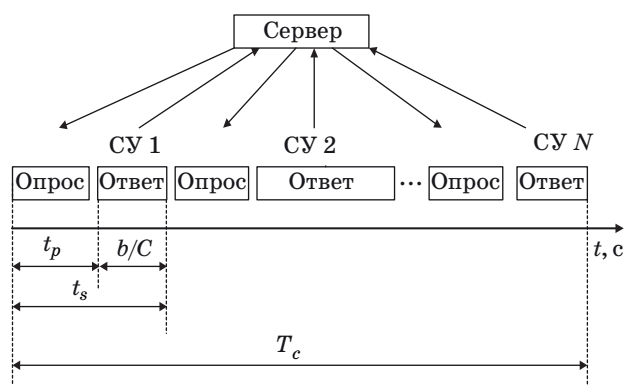 Сервер
СУ 1 СУ 2 СУ N
Опрос Ответ Опрос Ответ ... Опрос Ответ
t, с
t_p b/C
t_s
T_c